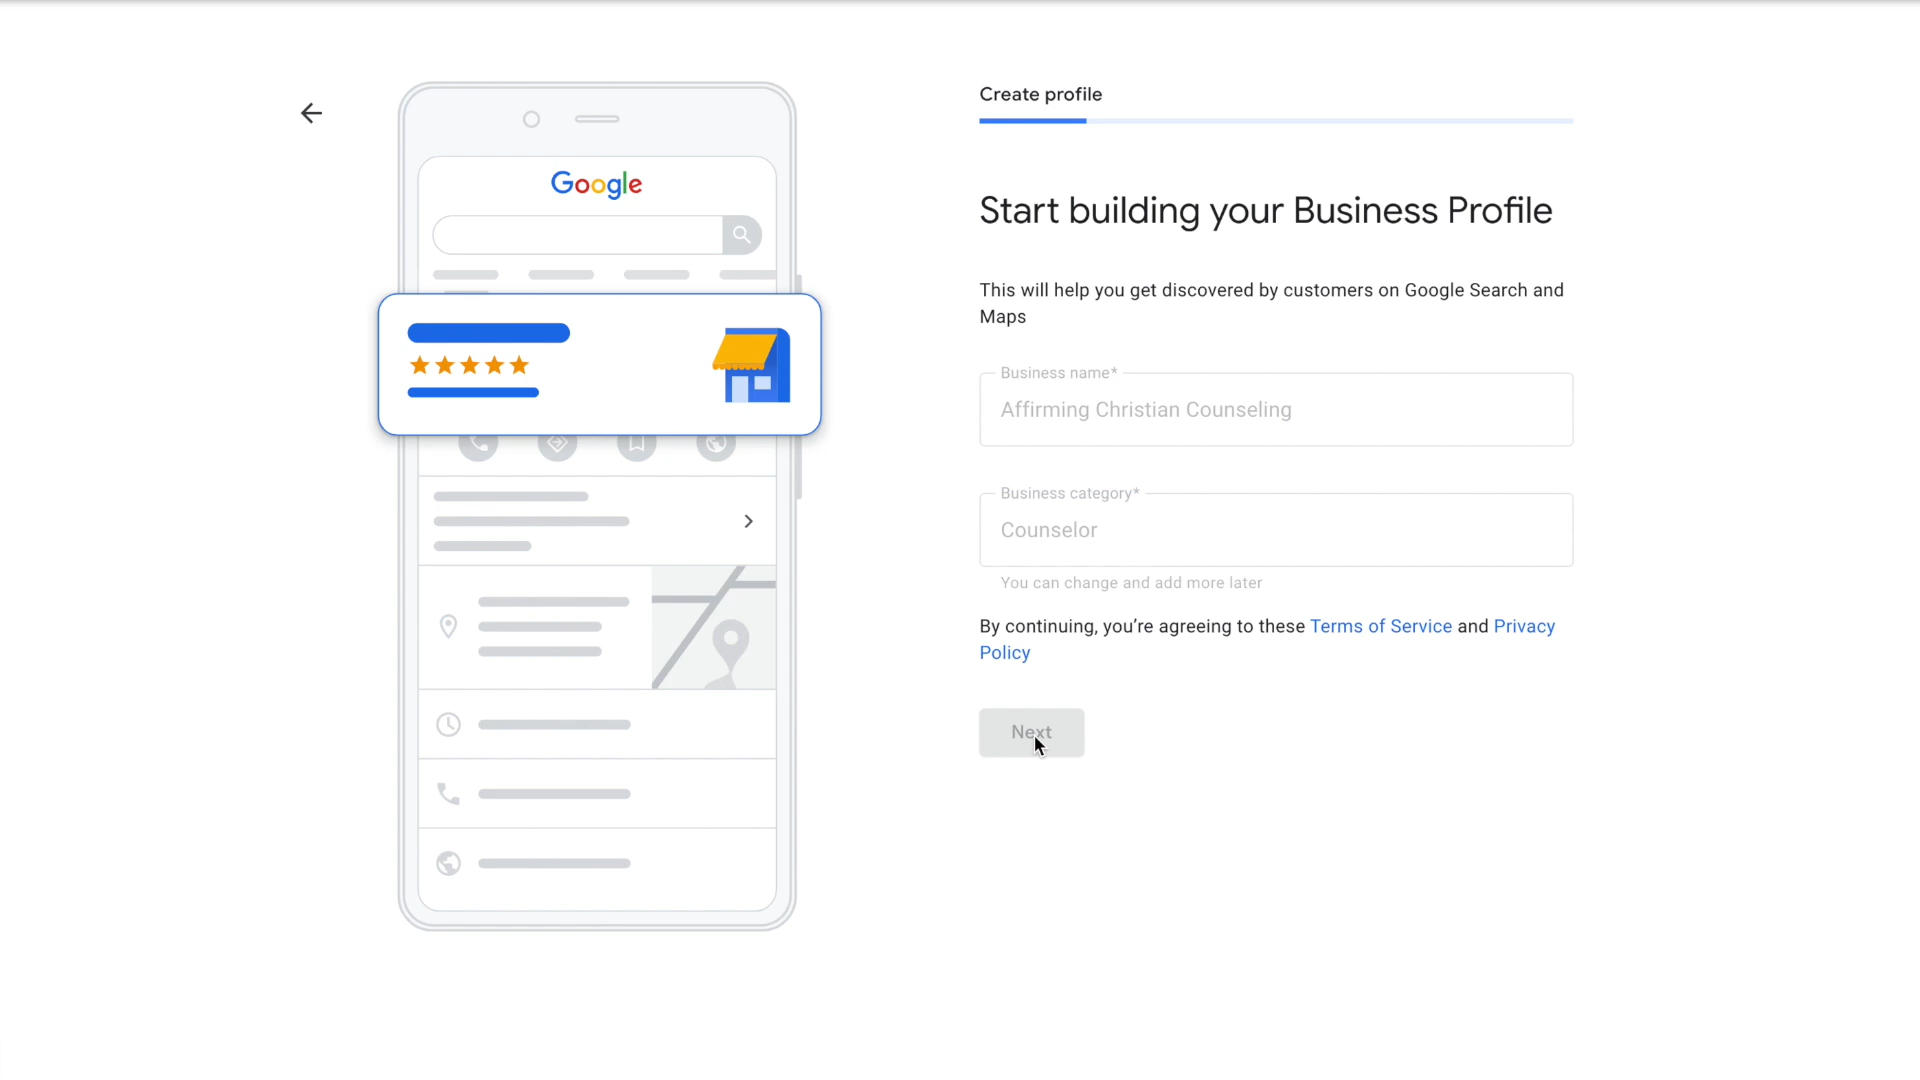 Google
Create profile
Start building your Business Profile
This will help you get discovered by customers on Google Search and
Maps
Business name*
Affirming Christian Counseling
Business category*
Counselor
You can change and add more later
By continuing, you’re agreeing to these Terms of Service and Privacy
Policy
Next